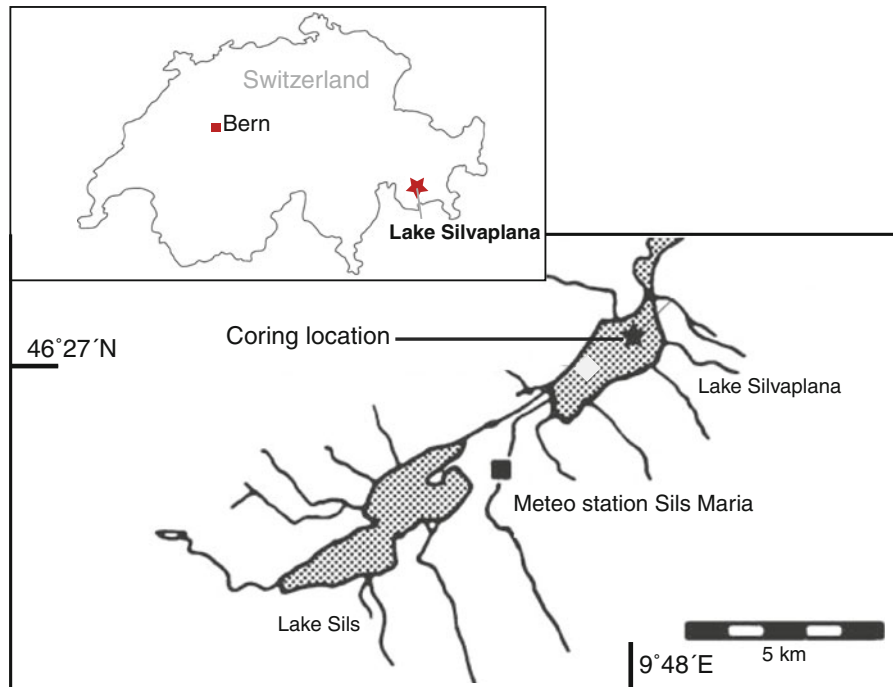 Switzerland
Bern
Lake Silvaplana
Coring location
46˚27´N
Lake Silvaplana
Meteo station Sils Maria
Lake Sils
5 km
9˚48´E